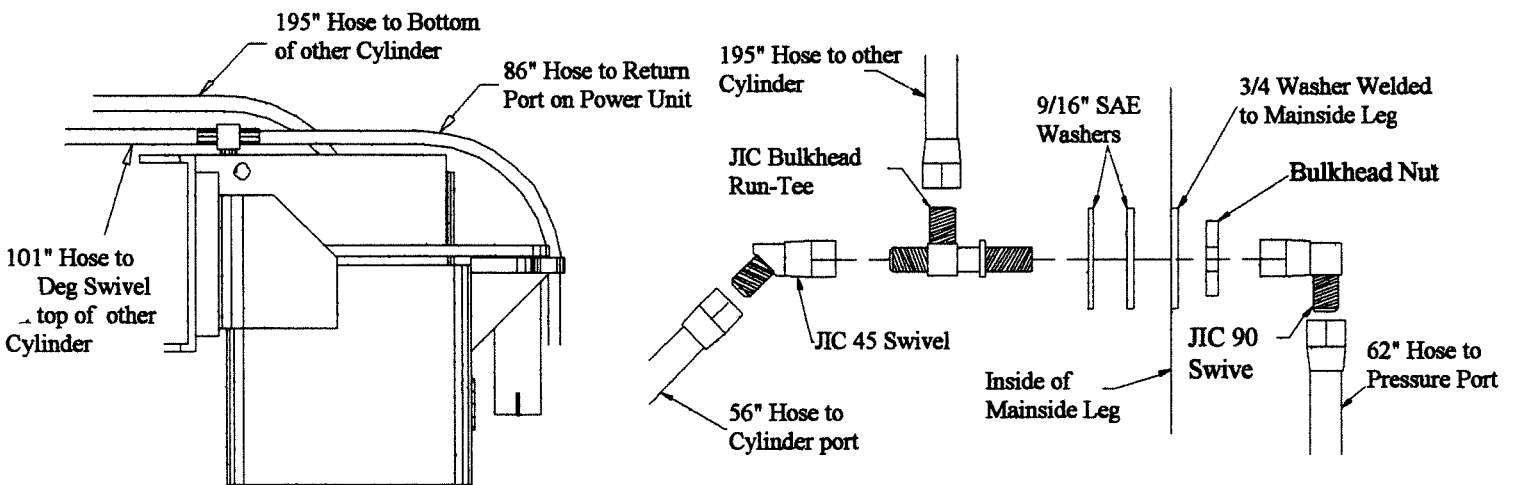 195" Hose to Bottom
of other Cylinder
86" Hose to Return
Port on Power Unit
101" Hose to
Deg Swivel
top of other
Cylinder
195" Hose to other
Cylinder
JIC Bulkhead
Run-Tee
9/16" SAE
Washers
3/4 Washer Welded
to Mainside Leg
Bulkhead Nut
JIC 45 Swivel
56" Hose to
Cylinder port
Inside of
Mainside Leg
JIC 90
Swive
62" Hose to
Pressure Port